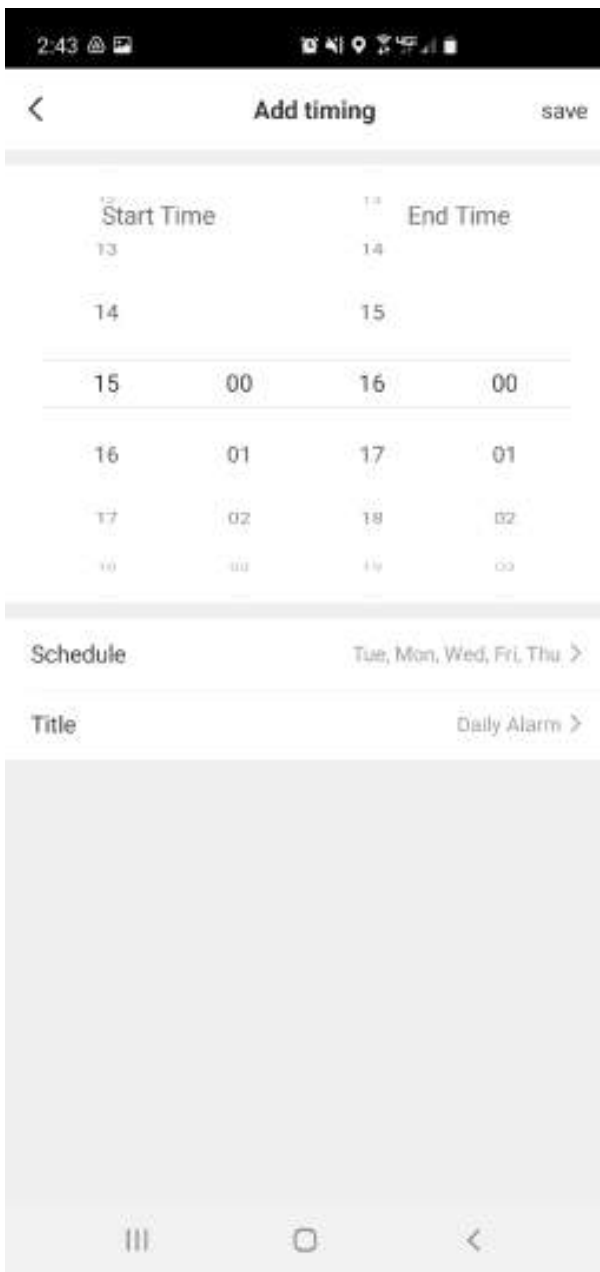 2:43
Add timing save
Start Time End Time
13 14
14 15
15 00 16 00
16 01 17 01
17 02 18 02
Schedule Tue, Mon, Wed, Fri, Thu >
Title Daily Alarm >